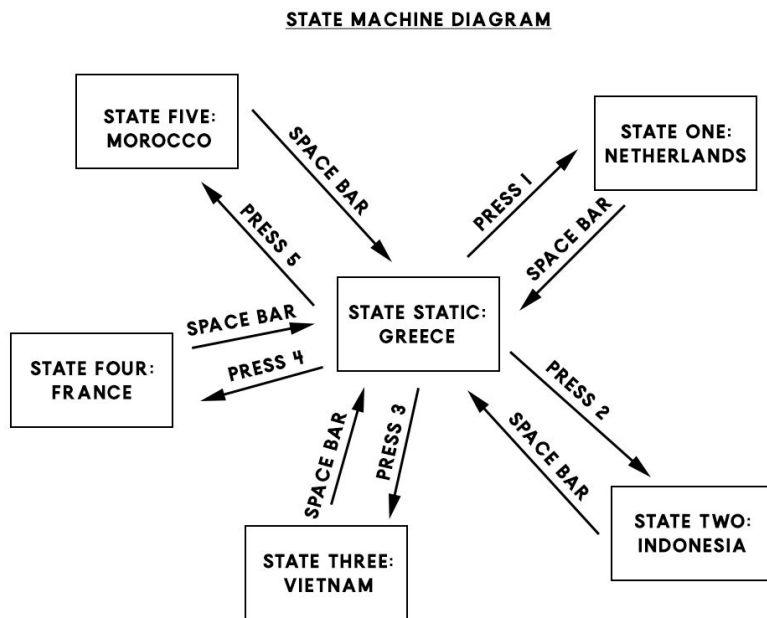 STATE MACHINE DIAGRAM
STATE FIVE:
MOROCCO
SPACE BAR
PRESS 5
STATE ONE:
NETHERLANDS
PRESS 1
SPACE BAR
STATE STATIC:
GREECE
SPACE BAR
PRESS 4
STATE FOUR:
FRANCE
SPACE BAR
PRESS 3
PRESS 2
SPACE BAR
STATE THREE:
VIETNAM
STATE TWO:
INDONESIA